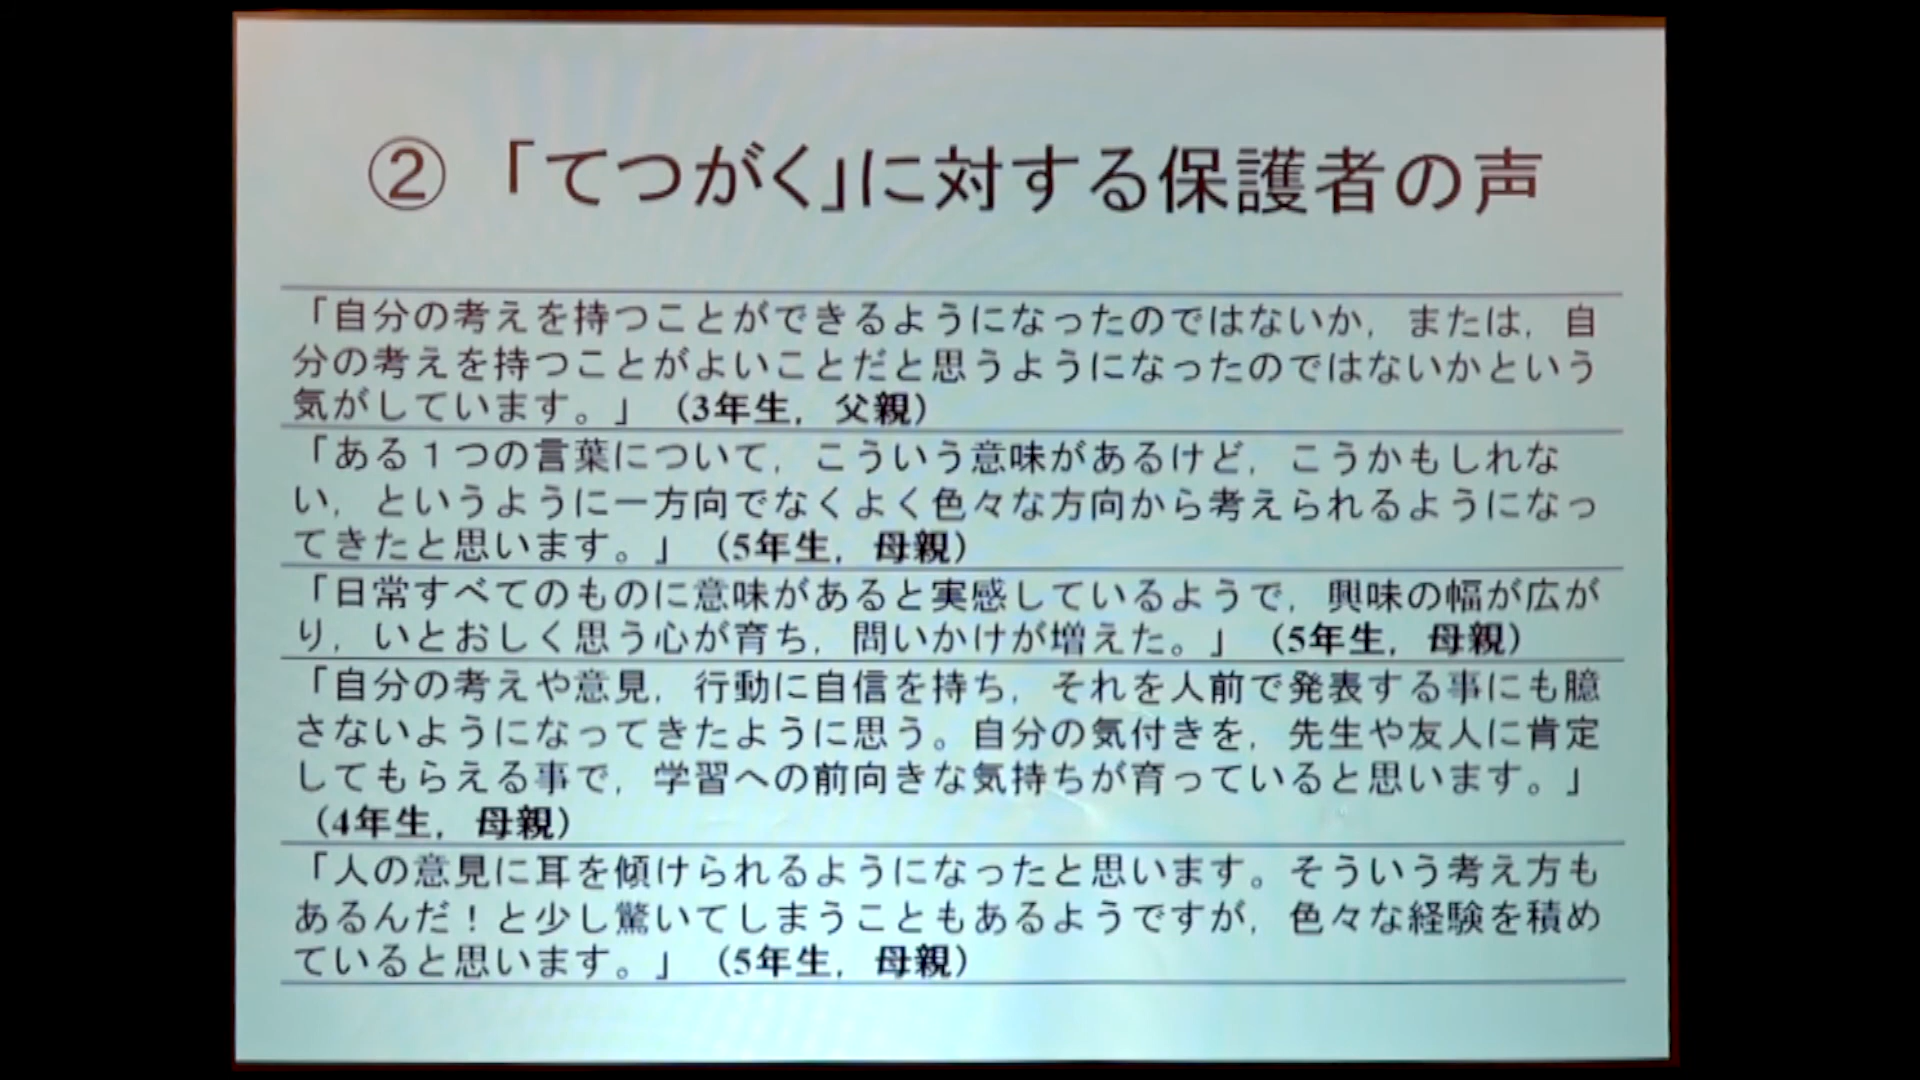 ② 「てつがく」に対する保護者の声
「自分の考えを持つことができるようになったのではないか，または，自
分の考えを持つことがよいことだと思うようになったのではないかという
気がしています。」（3年生，父親）
「ある１つの言葉について，こういう意味があるけど，こうかもしれな
い，というように一方向でなくよく色々な方向から考えられるようになっ
てきたと思います。」（5年生，母親）
「日常すべてのものに意味があると実感しているようで，興味の幅が広が
り，いとおしく思う心が育ち，問いかけが増えた。」（5年生，母親）
「自分の考えや意見，行動に自信を持ち，それを人前で発表する事にも臆
さないようになってきたように思う。自分の気付きを，先生や友人に肯定
してもらえる事で，学習への前向きな気持ちが育っていると思います。」
（4年生，母親）
「人の意見に耳を傾けられるようになったと思います。そういう考え方も
あるんだ！と少し驚いてしまうこともあるようですが，色々な経験を積め
ていると思います。」（5年生，母親）